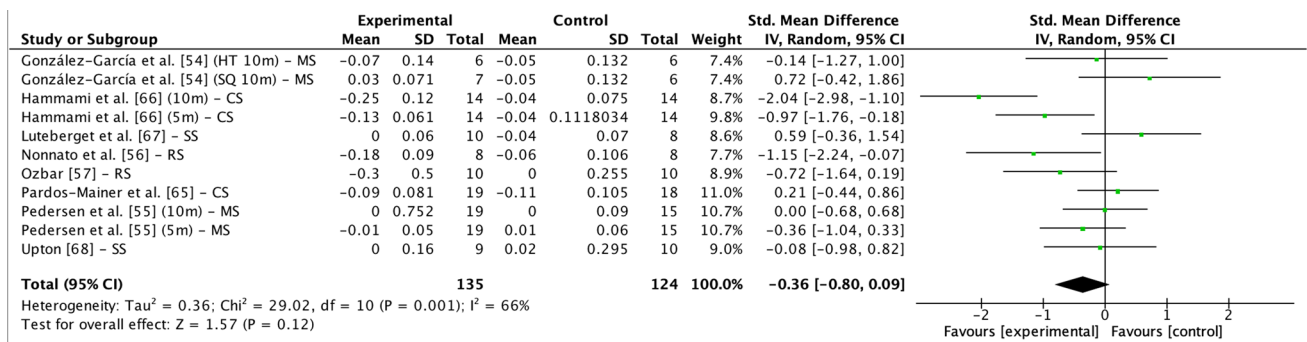 Experimental Control Std. Mean Difference Std. Mean Difference
Study or Subgroup Mean SD Total Mean SD Total Weight IV, Random, 95% CI IV, Random, 95% CI
González-García et al. [54] (HT 10m) – MS −0.07 0.14 6 −0.05 0.132 6 7.4% −0.14 [−1.27, 1.00]
González-García et al. [54] (SQ 10m) – MS 0.03 0.071 7 −0.05 0.132 6 7.4% 0.72 [−0.42, 1.86]
Hammami et al. [66] (10m) – CS −0.25 0.12 14 −0.04 0.075 14 8.7% −2.04 [−2.98, −1.10]
Hammami et al. [66] (5m) – CS −0.13 0.061 14 −0.04 0.1118034 14 9.8% −0.97 [−1.76, −0.18]
Luteberget et al. [67] – SS 0 0.06 10 −0.04 0.07 8 8.6% 0.59 [−0.36, 1.54]
Nonnato et al. [56] – RS −0.18 0.09 8 −0.06 0.106 8 7.7% −1.15 [−2.24, −0.07]
Ozbar [57] – RS −0.3 0.5 10 0 0.255 10 8.9% −0.72 [−1.64, 0.19]
Pardos-Mainer et al. [65] – CS −0.09 0.081 19 −0.11 0.105 18 11.0% 0.21 [−0.44, 0.86]
Pedersen et al. [55] (10m) – MS 0 0.752 19 0 0.09 15 10.7% 0.00 [−0.68, 0.68]
Pedersen et al. [55] (5m) – MS −0.01 0.05 19 0.01 0.06 15 10.7% −0.36 [−1.04, 0.33]
Upton [68] – SS 0 0.16 9 0.02 0.295 10 9.0% −0.08 [−0.98, 0.82]
Total (95% CI) 135 124 100.0% −0.36 [−0.80, 0.09]
Heterogeneity: Tau² = 0.36; Chi² = 29.02, df = 10 (P = 0.001); I² = 66%
Test for overall effect: Z = 1.57 (P = 0.12)
−2 −1 0 1 2
Favours [experimental] Favours [control]